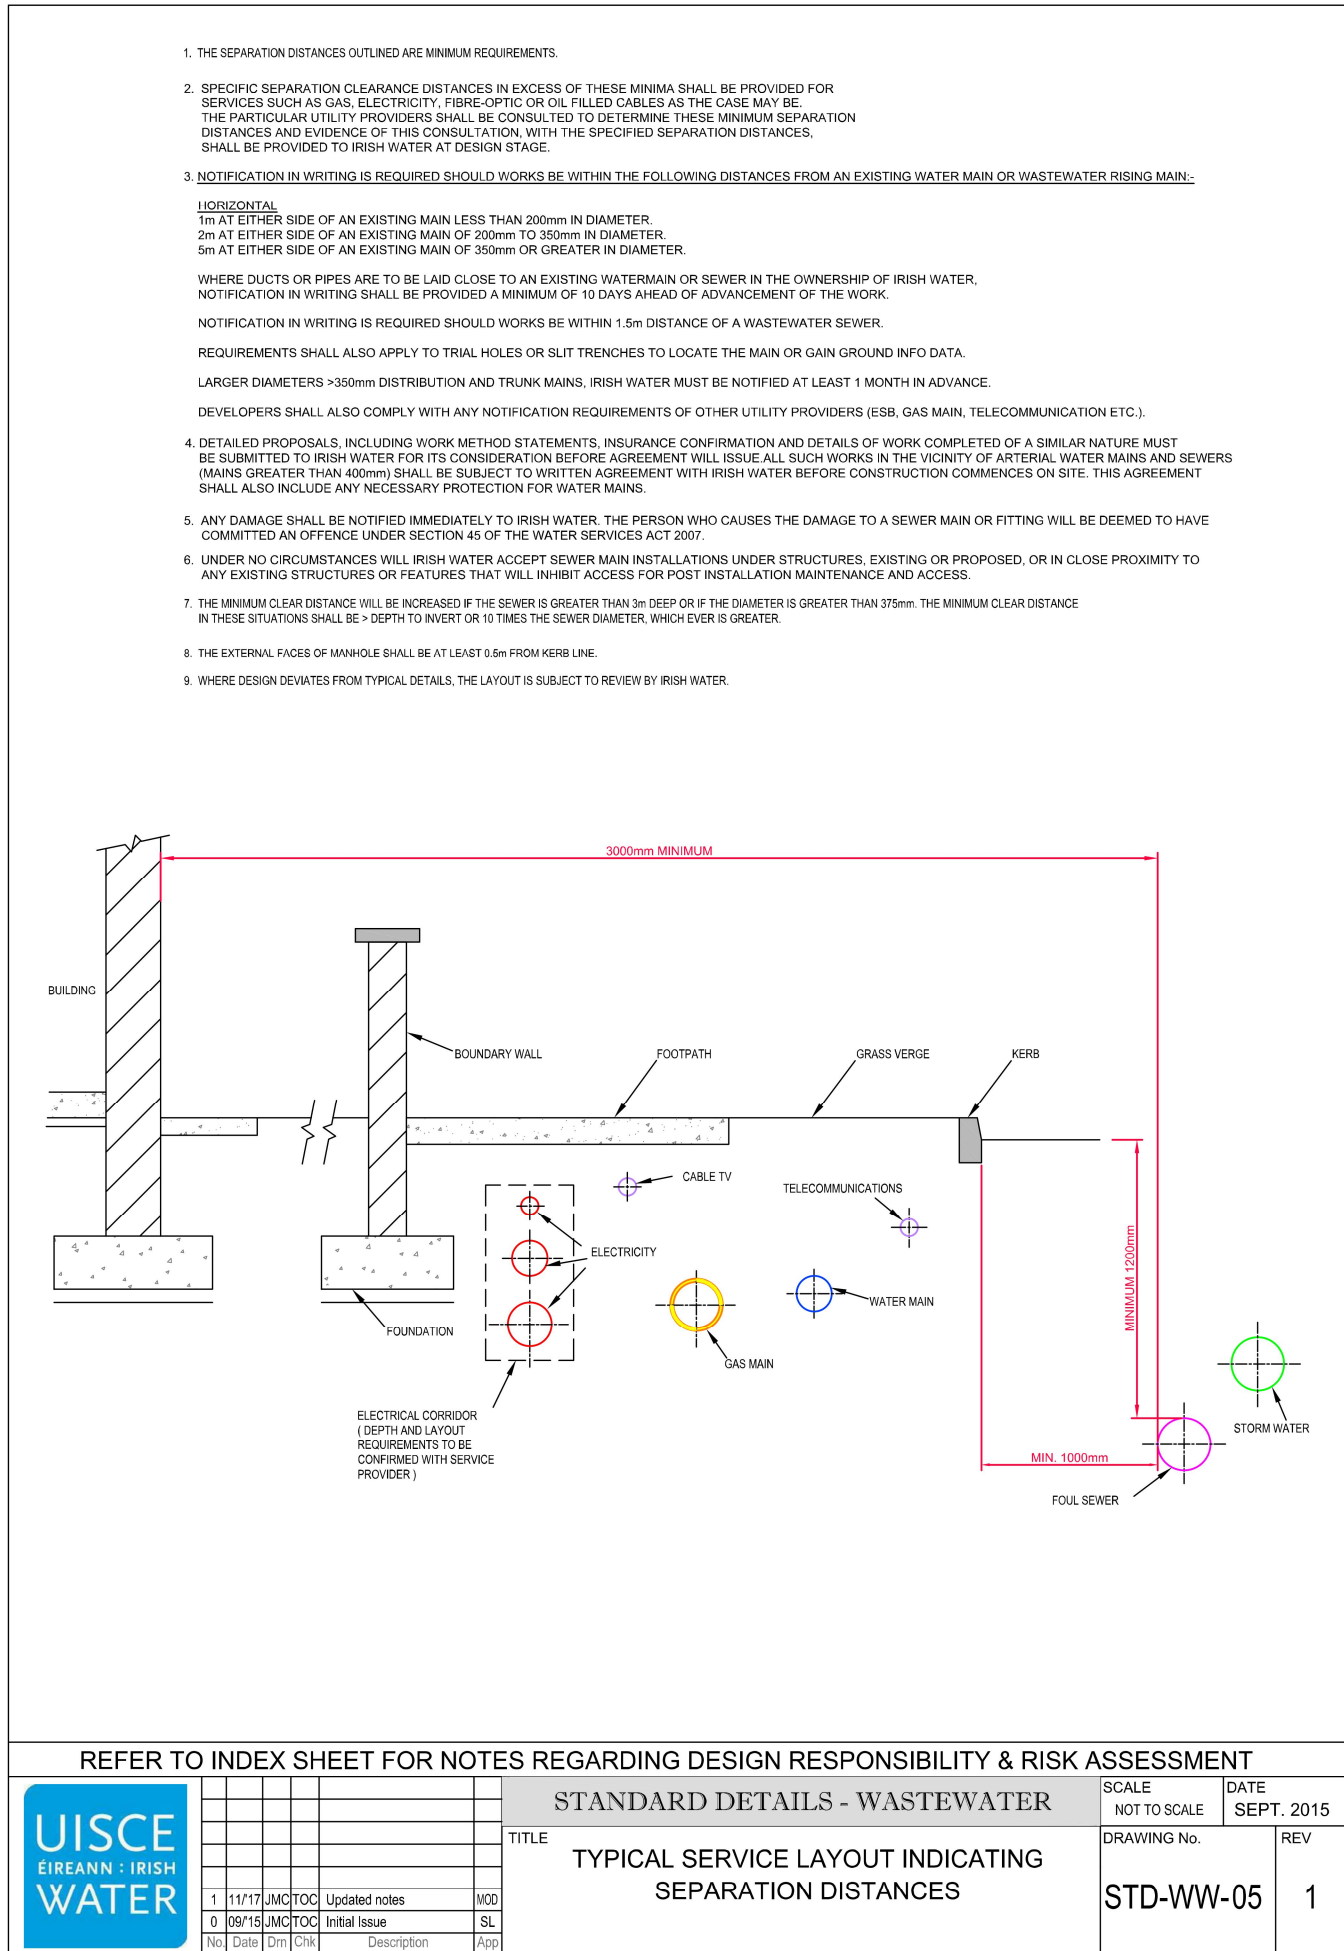 1. THE SEPARATION DISTANCES OUTLINED ARE MINIMUM REQUIREMENTS.
2. SPECIFIC SEPARATION CLEARANCE DISTANCES IN EXCESS OF THESE MINIMA SHALL BE PROVIDED FOR
SERVICES SUCH AS GAS, ELECTRICITY, FIBRE-OPTIC OR OIL FILLED CABLES AS THE CASE MAY BE.
THE PARTICULAR UTILITY PROVIDERS SHALL BE CONSULTED TO DETERMINE THESE MINIMUM SEPARATION
DISTANCES AND EVIDENCE OF THIS CONSULTATION, WITH THE SPECIFIED SEPARATION DISTANCES,
SHALL BE PROVIDED TO IRISH WATER AT DESIGN STAGE.
3. NOTIFICATION IN WRITING IS REQUIRED SHOULD WORKS BE WITHIN THE FOLLOWING DISTANCES FROM AN EXISTING WATER MAIN OR WASTEWATER RISING MAIN:-
HORIZONTAL
1m AT EITHER SIDE OF AN EXISTING MAIN LESS THAN 200mm IN DIAMETER.
2m AT EITHER SIDE OF AN EXISTING MAIN OF 200mm TO 350mm IN DIAMETER.
5m AT EITHER SIDE OF AN EXISTING MAIN OF 350mm OR GREATER IN DIAMETER.
WHERE DUCTS OR PIPES ARE TO BE LAID CLOSE TO AN EXISTING WATERMAIN OR SEWER IN THE OWNERSHIP OF IRISH WATER,
NOTIFICATION IN WRITING SHALL BE PROVIDED A MINIMUM OF 10 DAYS AHEAD OF ADVANCEMENT OF THE WORK.
NOTIFICATION IN WRITING IS REQUIRED SHOULD WORKS BE WITHIN 1.5m DISTANCE OF A WASTEWATER SEWER.
REQUIREMENTS SHALL ALSO APPLY TO TRIAL HOLES OR SLIT TRENCHES TO LOCATE THE MAIN OR GAIN GROUND INFO DATA.
LARGER DIAMETERS >350mm DISTRIBUTION AND TRUNK MAINS, IRISH WATER MUST BE NOTIFIED AT LEAST 1 MONTH IN ADVANCE.
DEVELOPERS SHALL ALSO COMPLY WITH ANY NOTIFICATION REQUIREMENTS OF OTHER UTILITY PROVIDERS (ESB, GAS MAIN, TELECOMMUNICATION ETC.).
4. DETAILED PROPOSALS, INCLUDING WORK METHOD STATEMENTS, INSURANCE CONFIRMATION AND DETAILS OF WORK COMPLETED OF A SIMILAR NATURE MUST
BE SUBMITTED TO IRISH WATER FOR ITS CONSIDERATION BEFORE AGREEMENT WILL ISSUE.ALL SUCH WORKS IN THE VICINITY OF ARTERIAL WATER MAINS AND SEWERS
(MAINS GREATER THAN 400mm) SHALL BE SUBJECT TO WRITTEN AGREEMENT WITH IRISH WATER BEFORE CONSTRUCTION COMMENCES ON SITE. THIS AGREEMENT
SHALL ALSO INCLUDE ANY NECESSARY PROTECTION FOR WATER MAINS.
5. ANY DAMAGE SHALL BE NOTIFIED IMMEDIATELY TO IRISH WATER. THE PERSON WHO CAUSES THE DAMAGE TO A SEWER MAIN OR FITTING WILL BE DEEMED TO HAVE
COMMITTED AN OFFENCE UNDER SECTION 45 OF THE WATER SERVICES ACT 2007.
6. UNDER NO CIRCUMSTANCES WILL IRISH WATER ACCEPT SEWER MAIN INSTALLATIONS UNDER STRUCTURES, EXISTING OR PROPOSED, OR IN CLOSE PROXIMITY TO
ANY EXISTING STRUCTURES OR FEATURES THAT WILL INHIBIT ACCESS FOR POST INSTALLATION MAINTENANCE AND ACCESS.
7. THE MINIMUM CLEAR DISTANCE WILL BE INCREASED IF THE SEWER IS GREATER THAN 3m DEEP OR IF THE DIAMETER IS GREATER THAN 375mm. THE MINIMUM CLEAR DISTANCE
IN THESE SITUATIONS SHALL BE > DEPTH TO INVERT OR 10 TIMES THE SEWER DIAMETER, WHICH EVER IS GREATER.
8. THE EXTERNAL FACES OF MANHOLE SHALL BE AT LEAST 0.5m FROM KERB LINE.
9. WHERE DESIGN DEVIATES FROM TYPICAL DETAILS, THE LAYOUT IS SUBJECT TO REVIEW BY IRISH WATER.
3000mm MINIMUM
BUILDING
BOUNDARY WALL
FOOTPATH
GRASS VERGE
KERB
CABLE TV
TELECOMMUNICATIONS
ELECTRICITY
MINIMUM 1200mm
WATER MAIN
FOUNDATION
GAS MAIN
ELECTRICAL CORRIDOR
( DEPTH AND LAYOUT
REQUIREMENTS TO BE
CONFIRMED WITH SERVICE
PROVIDER )
STORM WATER
MIN. 1000mm
FOUL SEWER
REFER TO INDEX SHEET FOR NOTES REGARDING DESIGN RESPONSIBILITY & RISK ASSESSMENT
UISCE
ÉIREANN : IRISH
WATER
1 11/'17 JMC TOC Updated notes MOD
0 09/'15 JMC TOC Initial Issue SL
No. Date Drn Chk Description App
STANDARD DETAILS - WASTEWATER
TITLE
TYPICAL SERVICE LAYOUT INDICATING
SEPARATION DISTANCES
SCALE
NOT TO SCALE
DATE
SEPT. 2015
DRAWING No.
STD-WW-05
REV
1